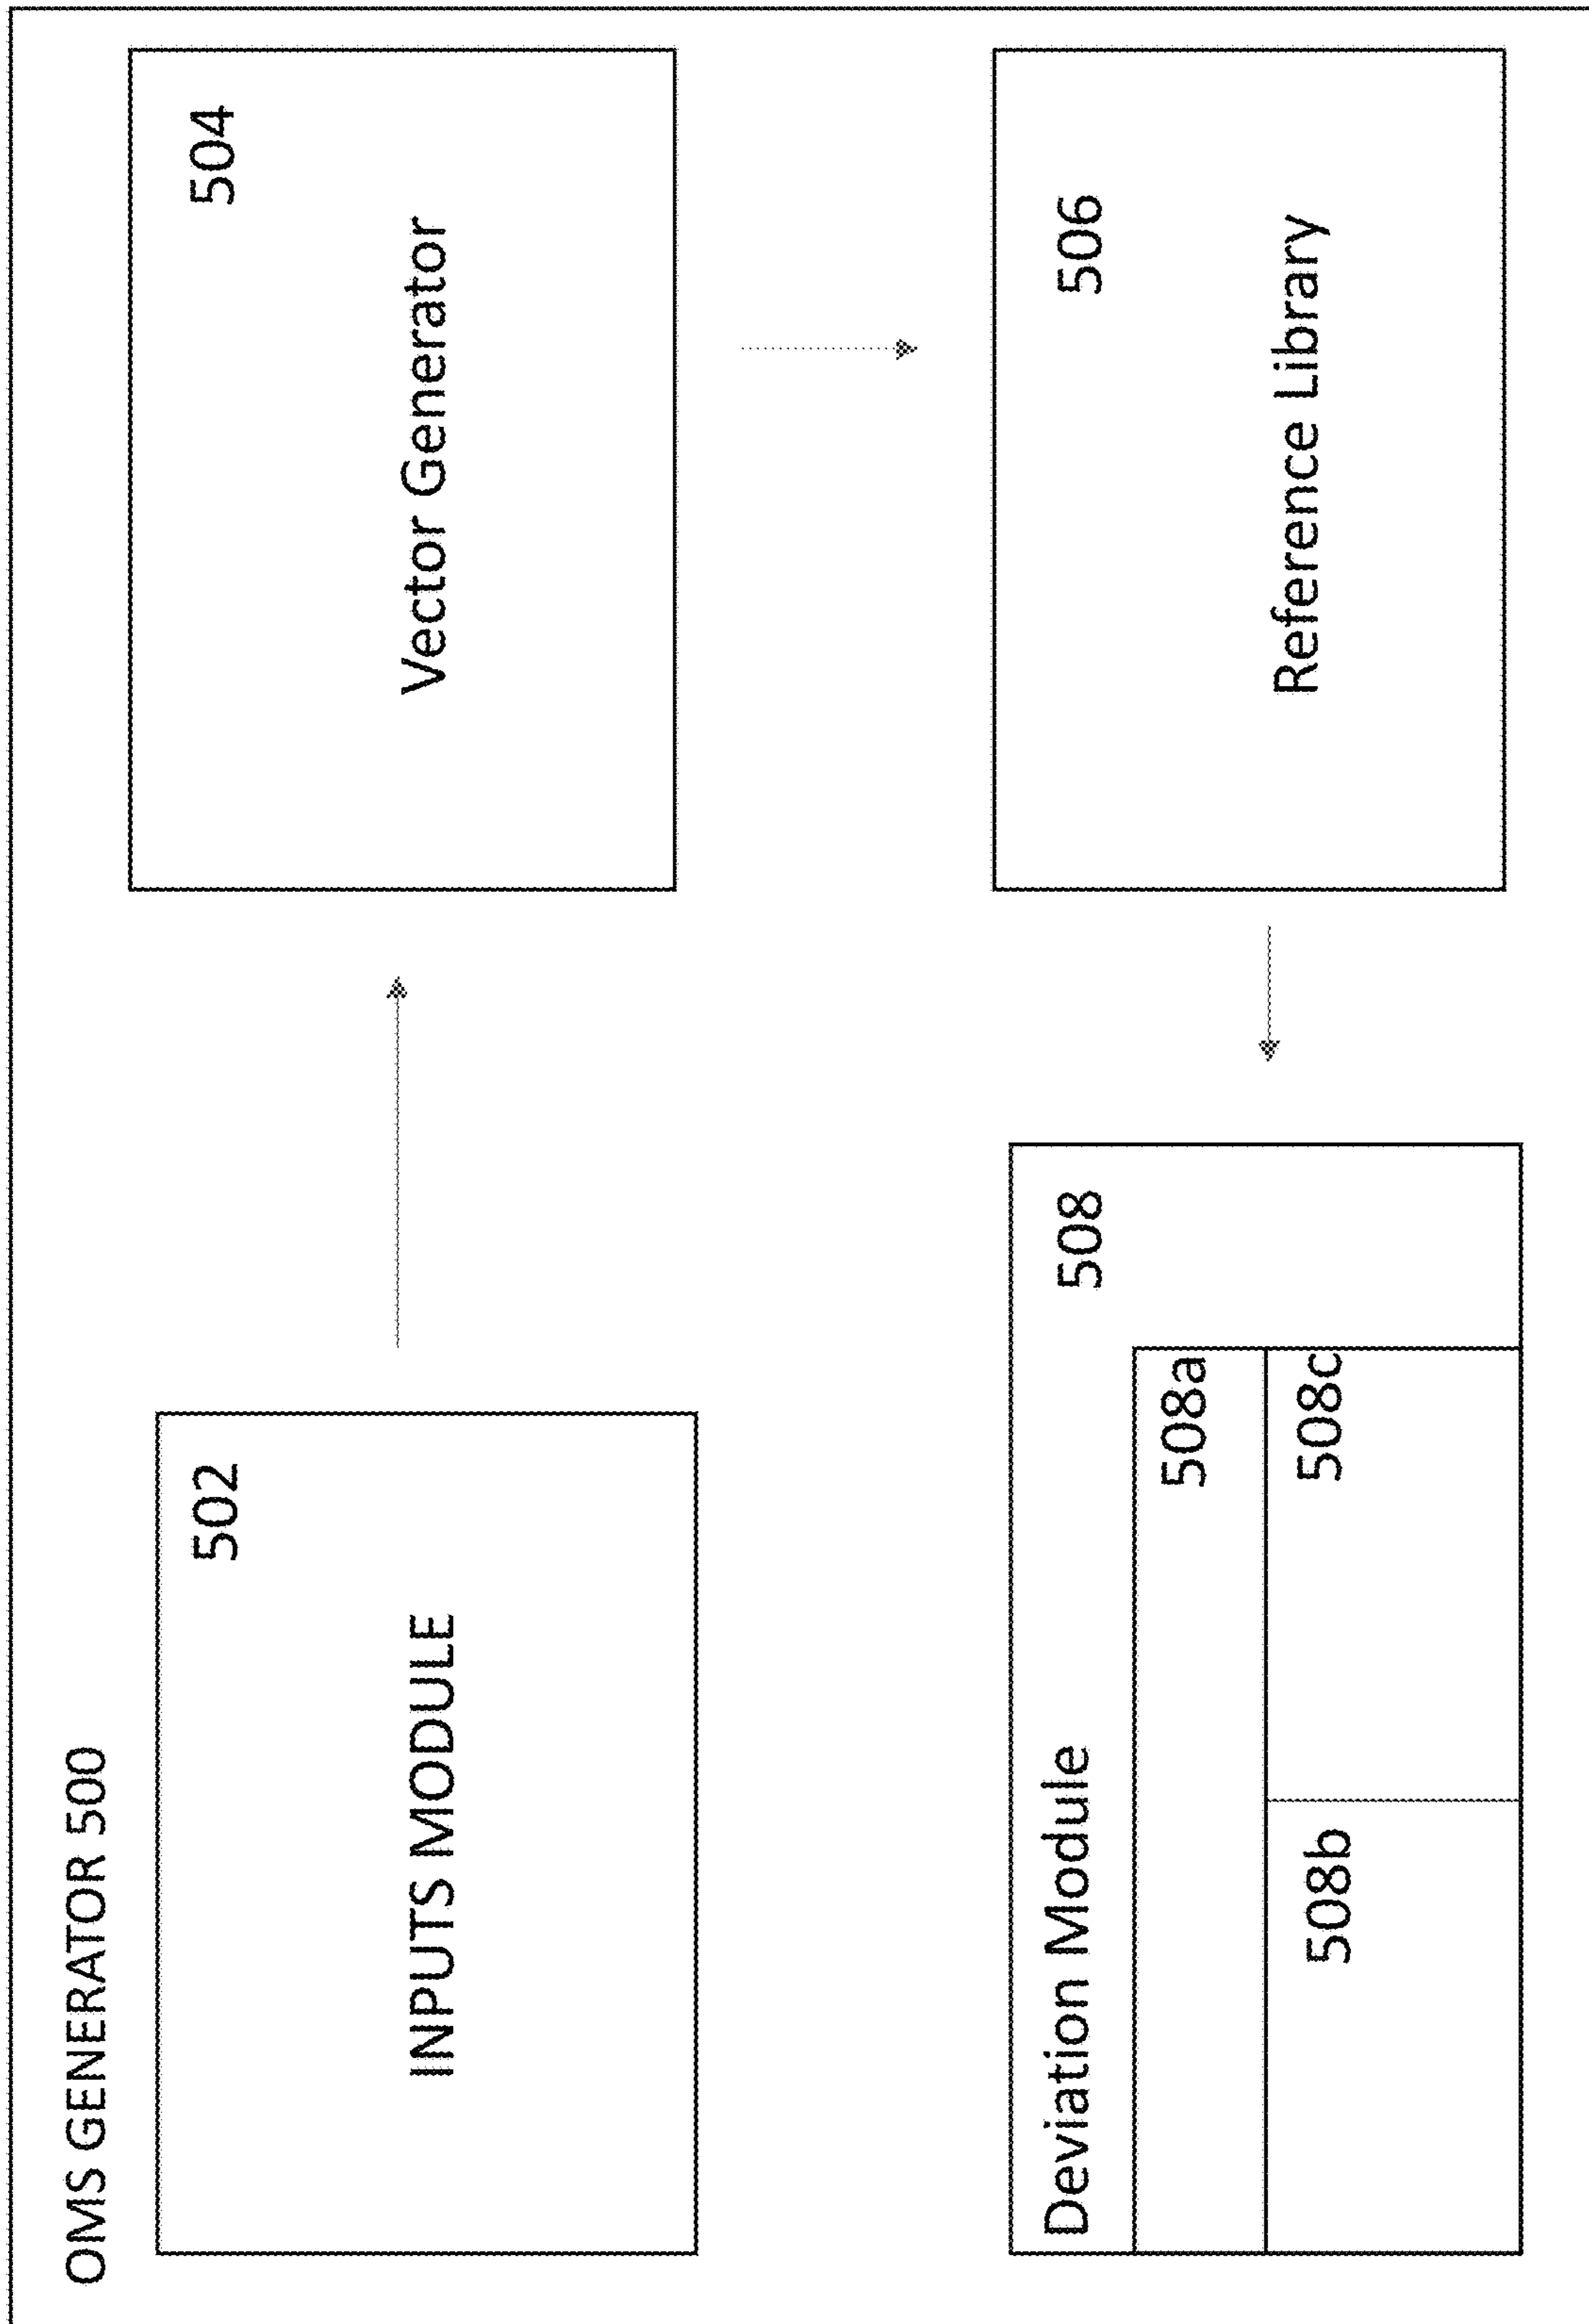 OMS GENERATOR 500
502
INPUTS MODULE
504
Vector Generator
Deviation Module
508
508a
508b
508c
506
Reference Library